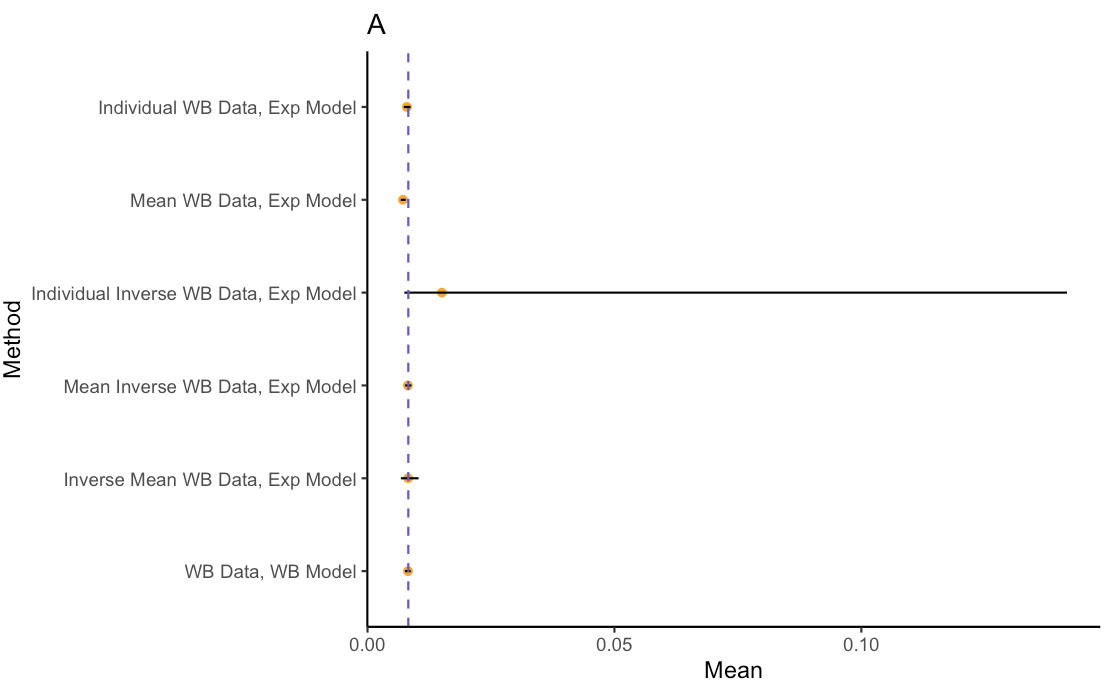 A
Individual WB Data, Exp Model
Mean WB Data, Exp Model
Individual Inverse WB Data, Exp Model
Mean Inverse WB Data, Exp Model
Inverse Mean WB Data, Exp Model
WB Data, WB Model
Method
0.00
0.05
0.10
Mean